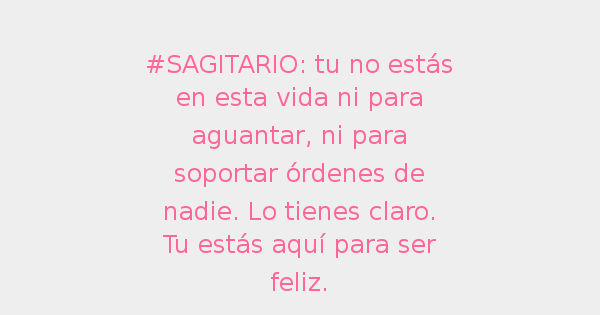 #SAGITARIO: tu no estás
en esta vida ni para
aguantar, ni para
soportar órdenes de
nadie. Lo tienes claro.
Tu estás aquí para ser
feliz.